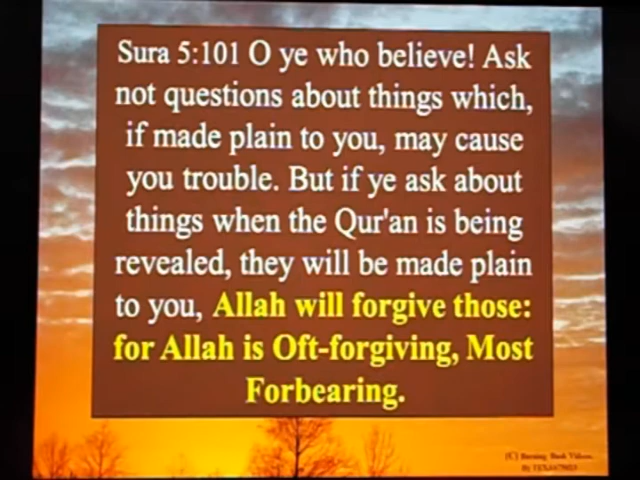 Sura 5:101 O ye who believe! Ask
not questions about things which,
if made plain to you, may cause
you trouble. But if ye ask about
things when the Qur'an is being
revealed, they will be made plain
to you, Allah will forgive those:
for Allah is Oft-forgiving, Most
Forbearing.
(C) Burning Book Videos.
By